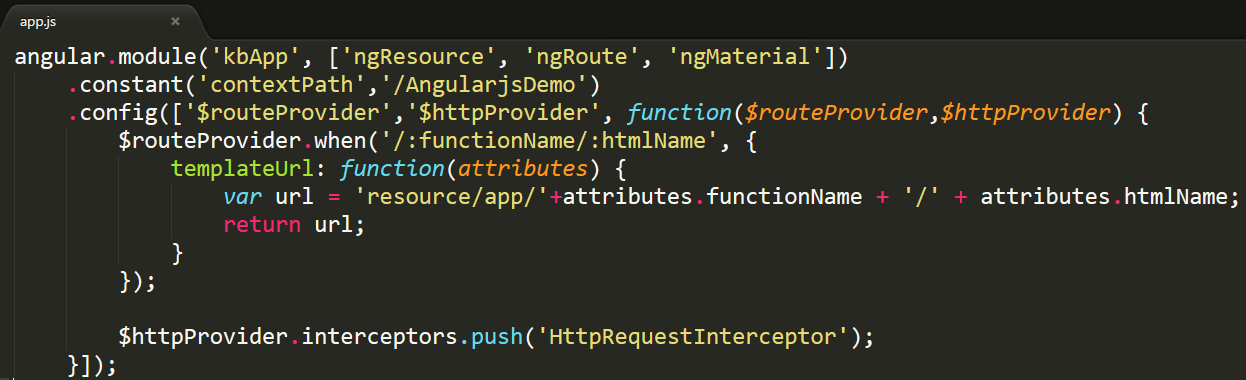 app.js ×
angular.module('kbApp', ['ngResource', 'ngRoute', 'ngMaterial'])
    .constant('contextPath','/AngularjsDemo')
    .config(['$routeProvider','$httpProvider', function($routeProvider,$httpProvider) {
        $routeProvider.when('/:functionName/:htmlName', {
            templateUrl: function(attributes) {
                var url = 'resource/app/'+attributes.functionName + '/' + attributes.htmlName;
                return url;
            }
        });

        $httpProvider.interceptors.push('HttpRequestInterceptor');
    }]);